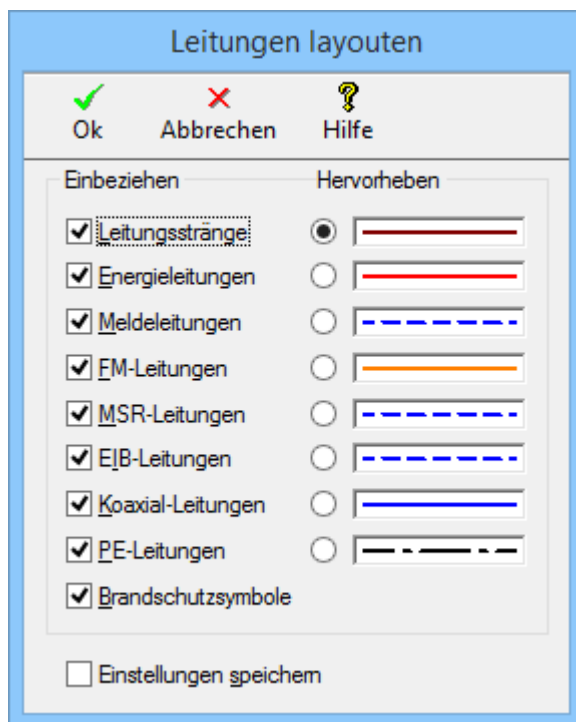 Leitungen layouten
Ok Abbrechen Hilfe
Einbeziehen Hervorheben
Leitungsstränge
Energieleitungen
Meldeleitungen
FM-Leitungen
MSR-Leitungen
EIB-Leitungen
Koaxial-Leitungen
PE-Leitungen
Brandschutzsymbole
Einstellungen speichern